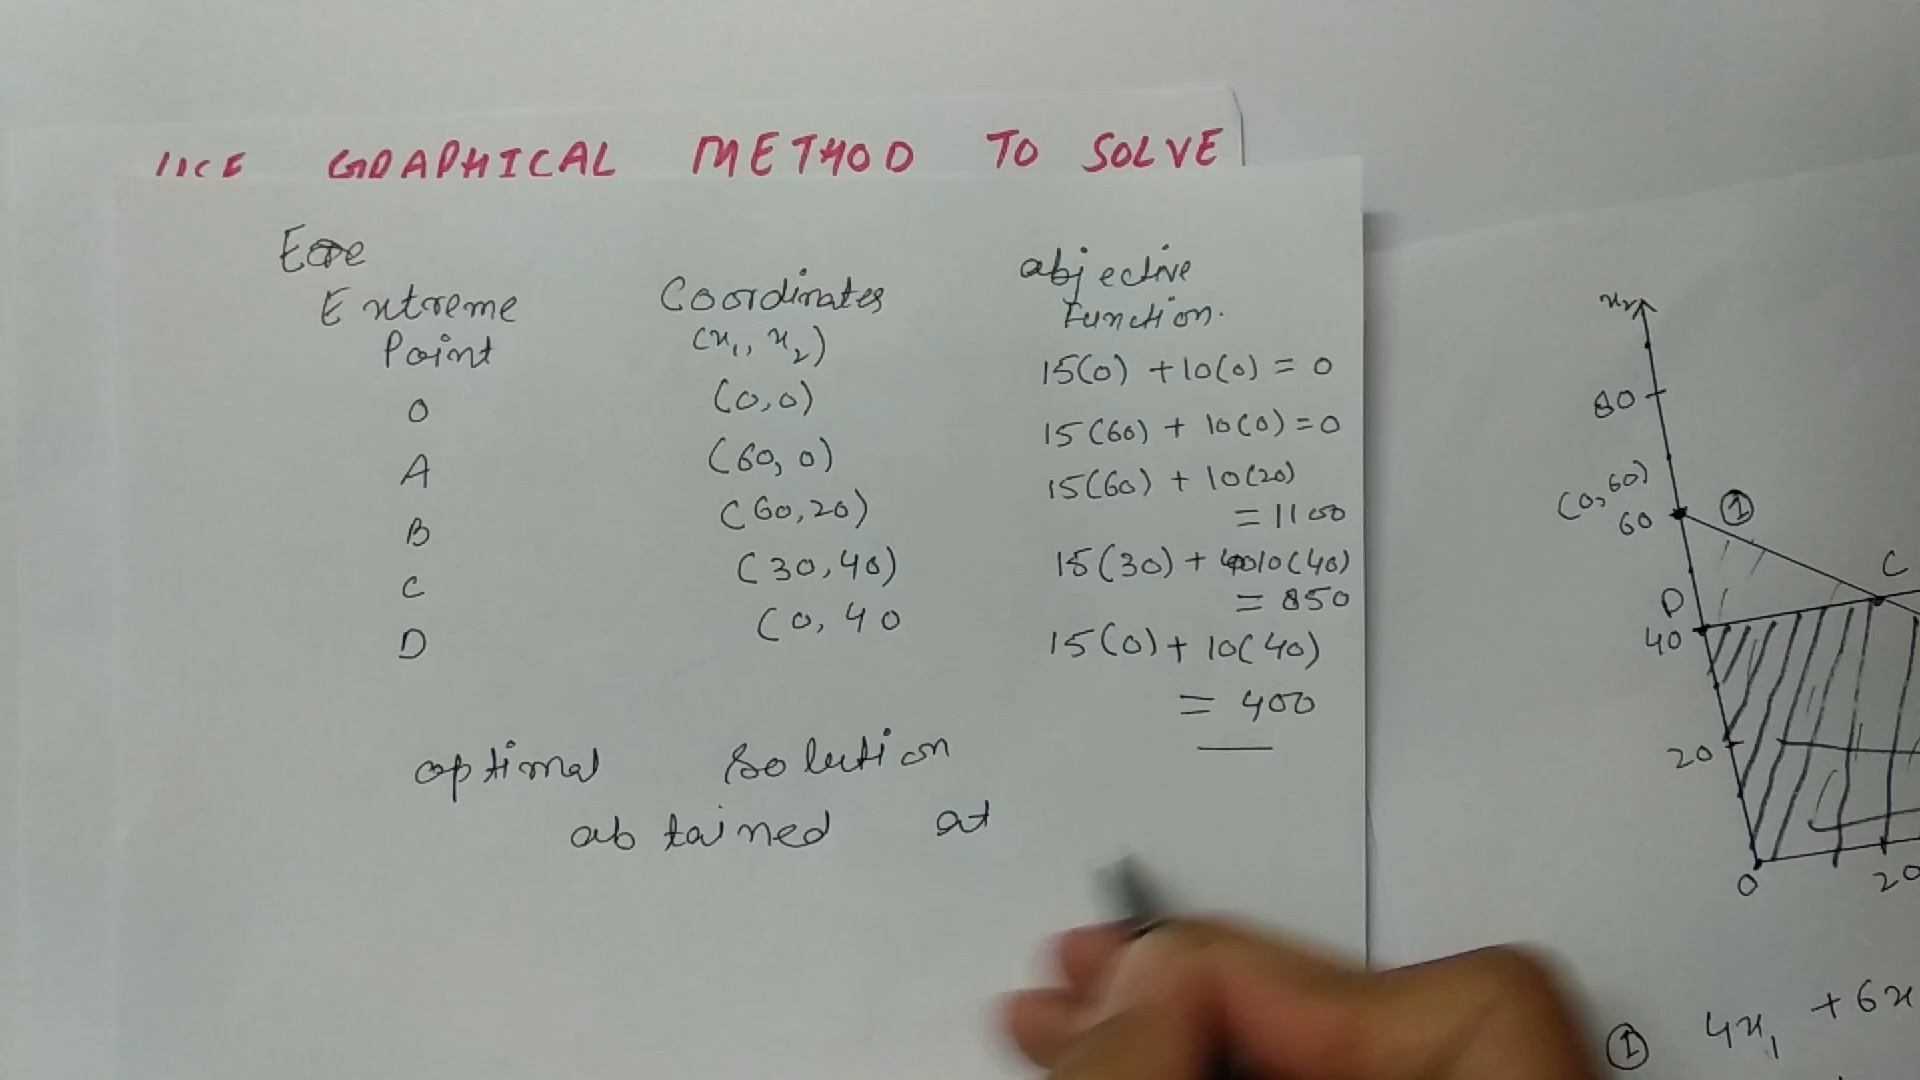 USE GRAPHICAL METHOD TO SOLVE
Extreme Point
Coordinates (x₁, x₂)
objective Function.
O (0,0) 15(0) + 10(0) = 0
A (60,0) 15(60) + 10(0) = 0
B (60,20) 15(60) + 10(20) = 1100
C (30,40) 15(30) + 10(40) = 850
D (0,40 15(0) + 10(40) = 400
optimal solution
obtained at
x₂
80
(0,60)
60
①
C
D
40
20
O
20
① 4x₁ + 6x